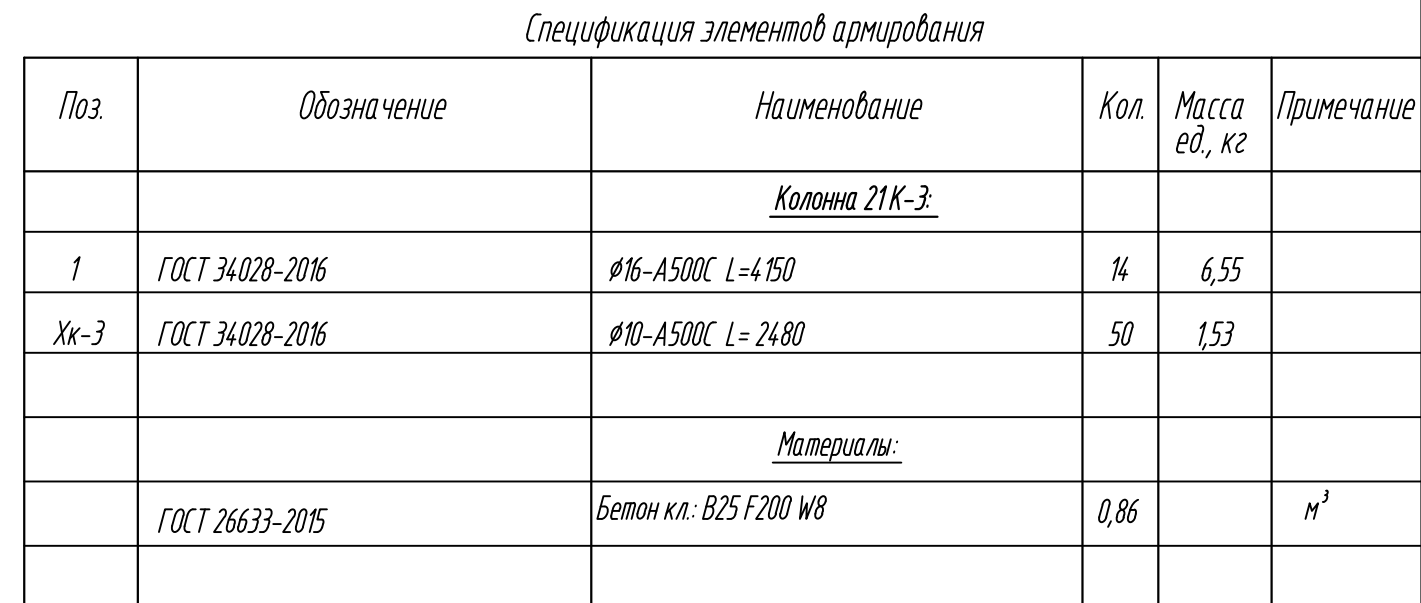 Спецификация элементов армирования
Поз. Обозначение Наименование Кол. Масса ед., кг Примечание
Колонна 21К-3:
1 ГОСТ 34028-2016 ⌀16-А500С L=4150 14 6,55
Хк-3 ГОСТ 34028-2016 ⌀10-А500С L= 2480 50 1,53
Материалы:
ГОСТ 26633-2015 Бетон кл.: В25 F200 W8 0,86 м³